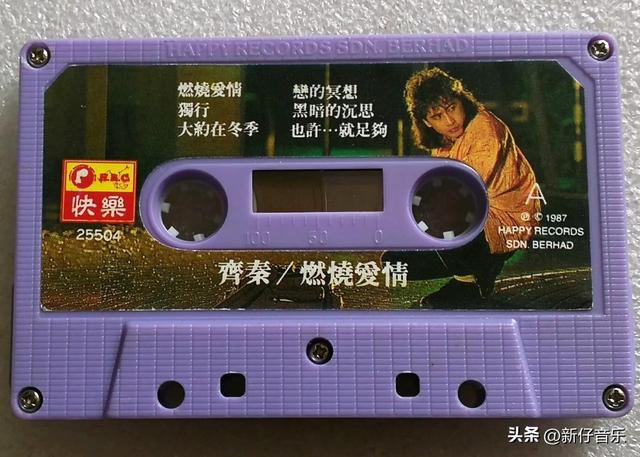 HAPPY RECORDS SDN. BERHAD
燃燒愛情 戀的冥想
獨行 黑暗的沉思
大約在冬季 也許…就足夠
快樂
25504
A
Ⓟ © 1987
HAPPY RECORDS
SDN. BERHAD
100 50 0
齊秦/燃燒愛情
头条 @新仔音乐